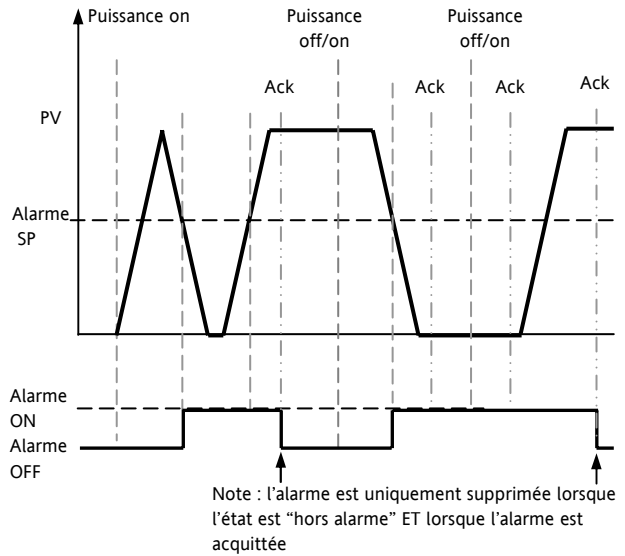 Puissance on
Puissance
off/on
Puissance
off/on
Ack
Ack
Ack
Ack
PV
Alarme
SP
Alarme
ON
Alarme
OFF
Note : l'alarme est uniquement supprimée lorsque
l'état est “hors alarme” ET lorsque l'alarme est
acquittée